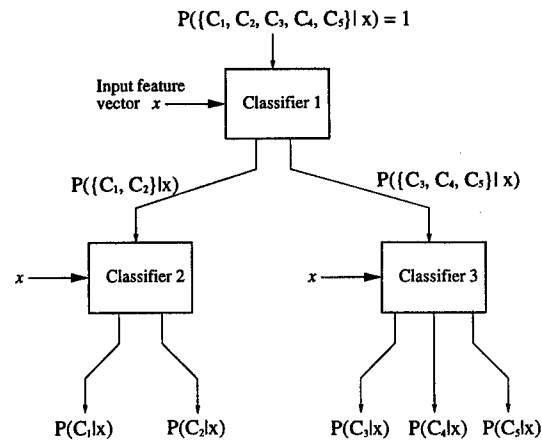 P({C₁, C₂, C₃, C₄, C₅}| x) = 1
Input feature
vector x
Classifier 1
P({C₁, C₂}|x)
P({C₃, C₄, C₅}| x)
x
Classifier 2
x
Classifier 3
P(C₁|x)
P(C₂|x)
P(C₃|x)
P(C₄|x)
P(C₅|x)